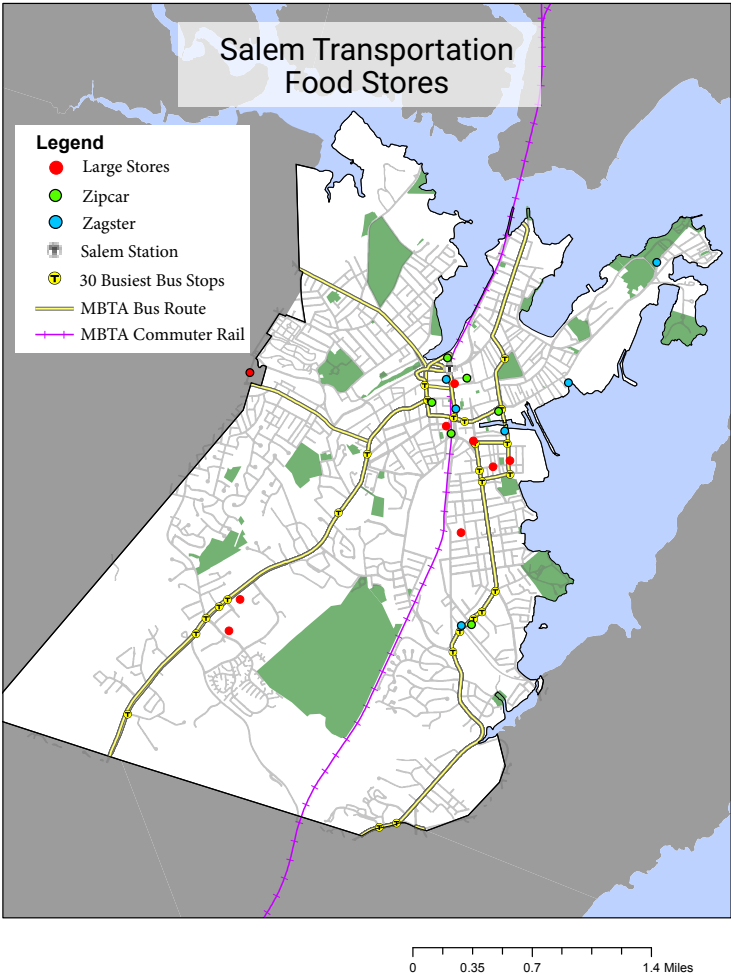 Salem Transportation
Food Stores
Legend
Large Stores
Zipcar
Zagster
Salem Station
30 Busiest Bus Stops
MBTA Bus Route
MBTA Commuter Rail
0 0.35 0.7 1.4 Miles